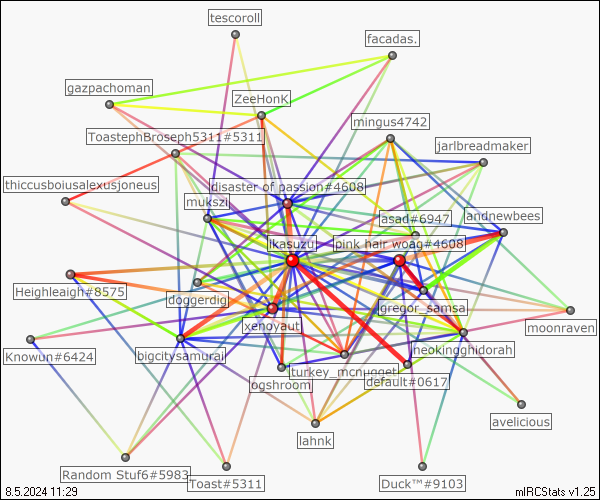 tescoroll
facadas.
gazpachoman
ZeeHonK
mingus4742
ToastephBroseph5311#5311
jarlbreadmaker
thiccusboiusalexusjoneus
disaster of passion#4608
mukszi
asad#6947
andnewbees
ikasuzu
pink hair woag#4608
Heighleaigh#8575
doggerdig
gregor_samsa
moonraven
xenoyaut
Knowun#6424
bigcitysamurai
neokingghidorah
turkey_mcnugget
ogshroom
default#0617
avelicious
lahnk
Random Stuf6#5983
Toast#5311
Duck™#9103
8.5.2024 11:29
mIRCStats v1.25